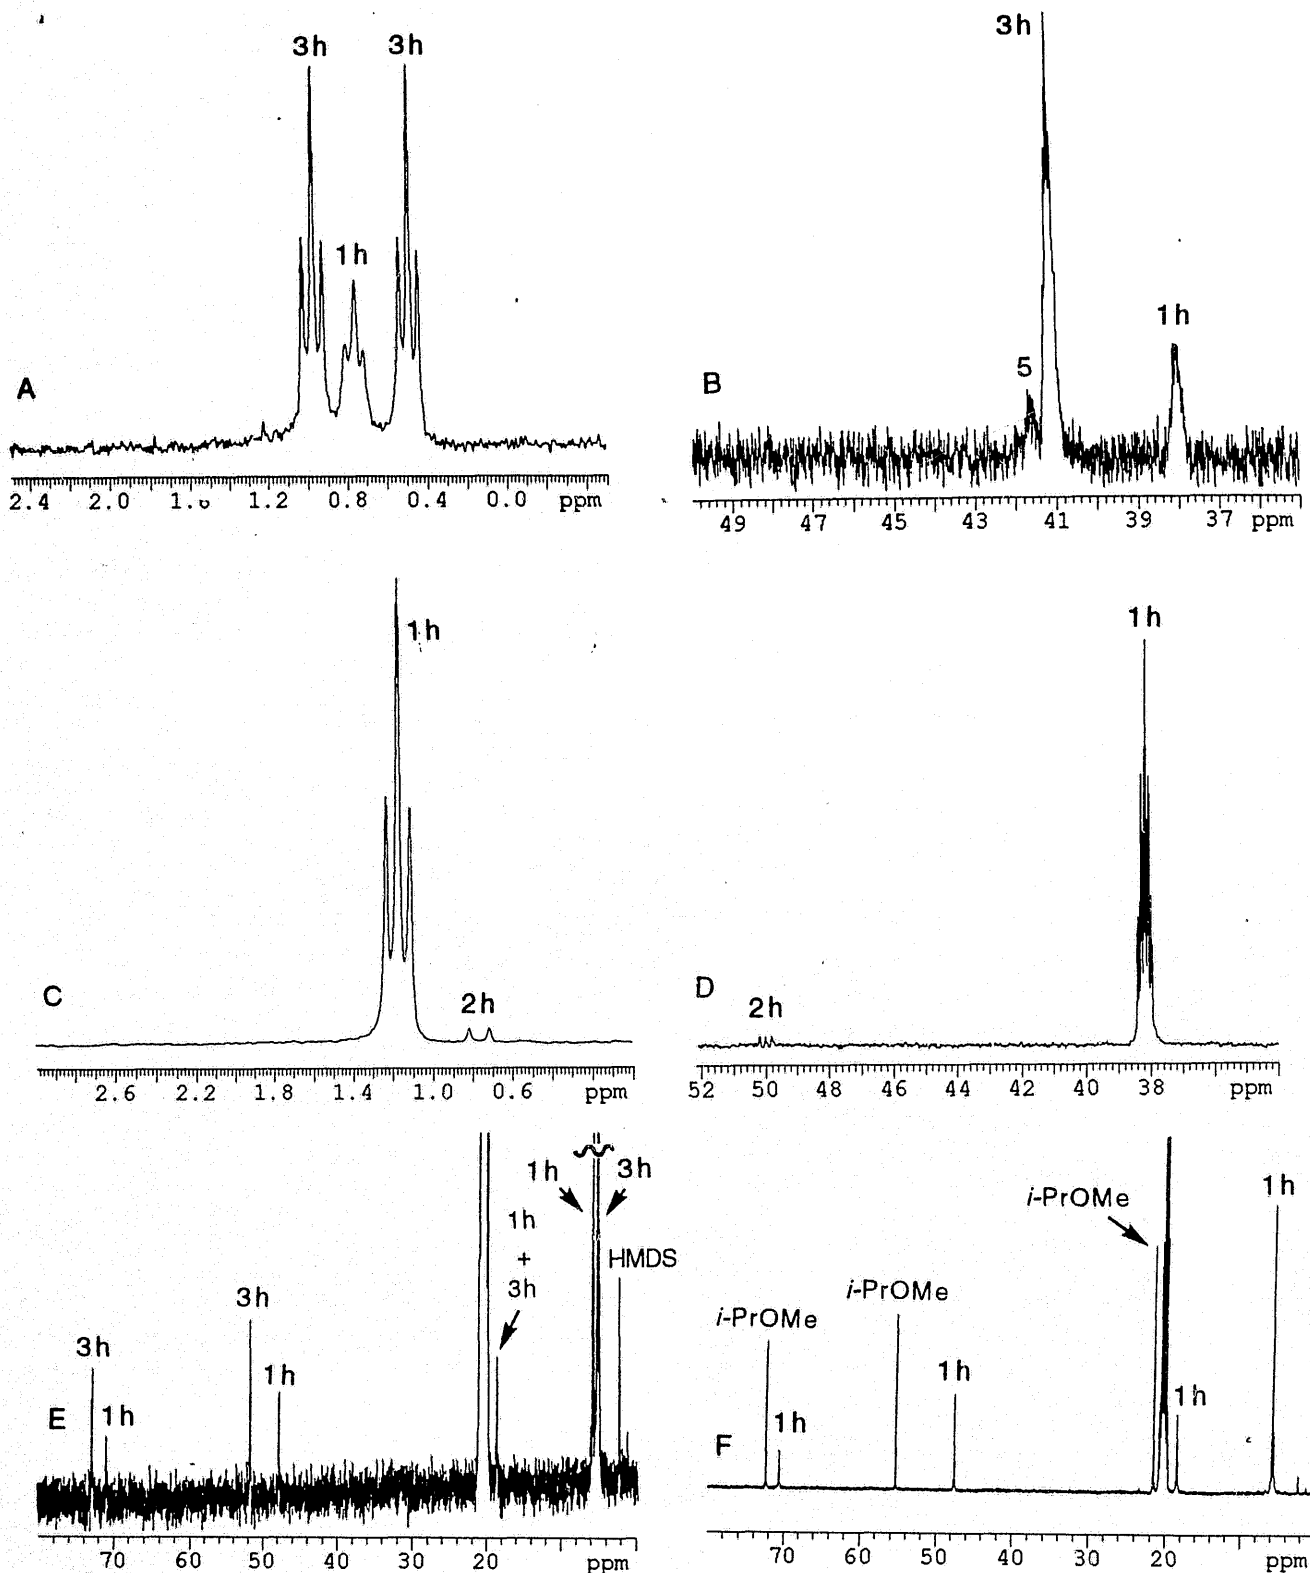 3h 3h
1h
A
2.4 2.0 1.6 1.2 0.8 0.4 0.0 ppm
3h
1h
5
B
49 47 45 43 41 39 37 ppm
1h
C
2h
2.6 2.2 1.8 1.4 1.0 0.6 ppm
1h
D
2h
52 50 48 46 44 42 40 38 ppm
1h 3h
1h
+
3h
HMDS
3h
3h
1h
1h
E
70 60 50 40 20 ppm
i-PrOMe
1h
i-PrOMe
i-PrOMe
1h
1h
1h
F
70 60 50 40 30 20 ppm